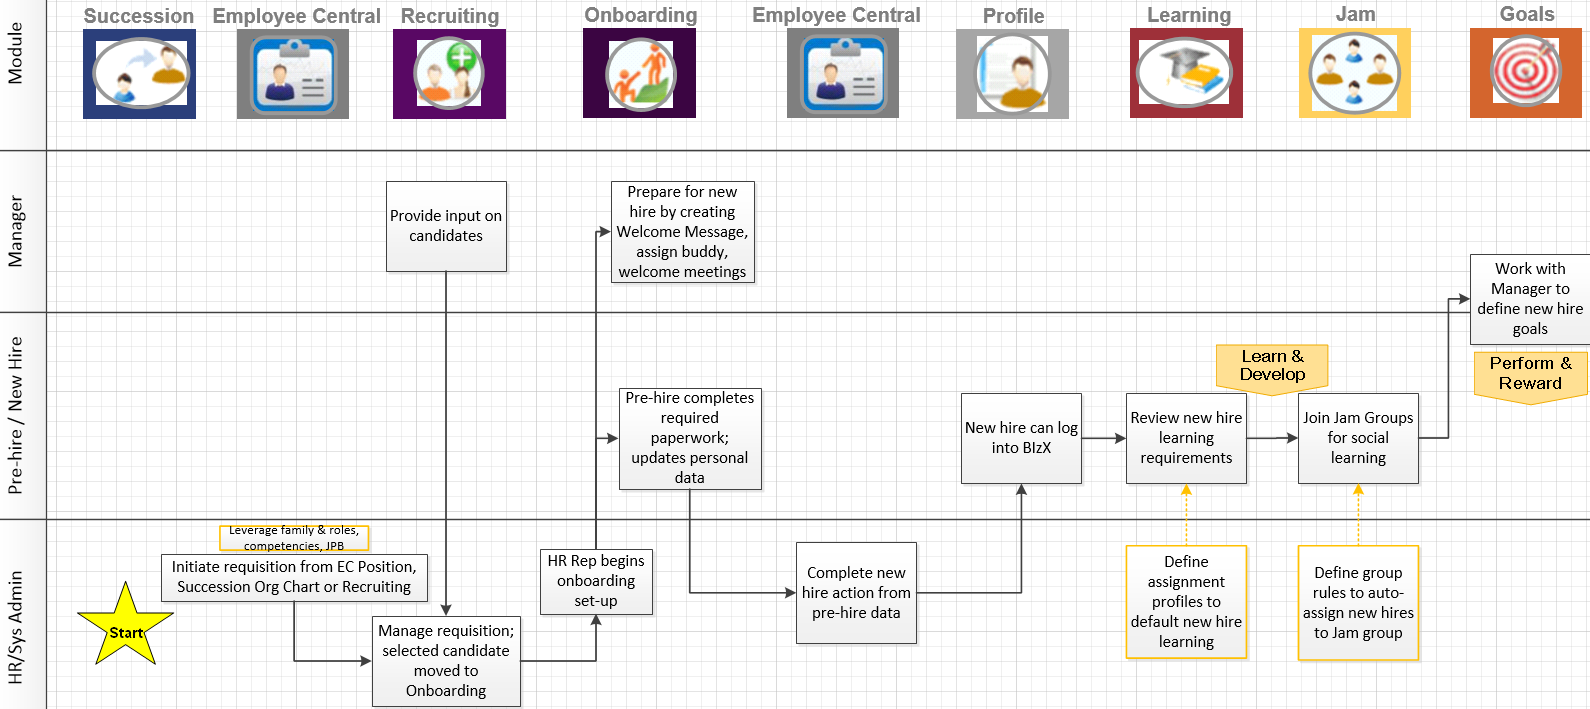 Succession
Employee Central
Recruiting
Onboarding
Employee Central
Profile
Learning
Jam
Goals
Module
Manager
Provide input on
candidates
Prepare for new
hire by creating
Welcome Message,
assign buddy,
welcome meetings
Work with
Manager to
define new hire
goals
Perform &
Reward
Pre-hire / New Hire
Pre-hire completes
required
paperwork;
updates personal
data
New hire can log
into BIzX
Learn &
Develop
Review new hire
learning
requirements
Join Jam Groups
for social
learning
HR/Sys Admin
Start
Leverage family & roles,
competencies, JPB
Initiate requisition from EC Position,
Succession Org Chart or Recruiting
Manage requisition;
selected candidate
moved to
Onboarding
HR Rep begins
onboarding
set-up
Complete new
hire action from
pre-hire data
Define
assignment
profiles to
default new hire
learning
Define group
rules to auto-
assign new hires
to Jam group